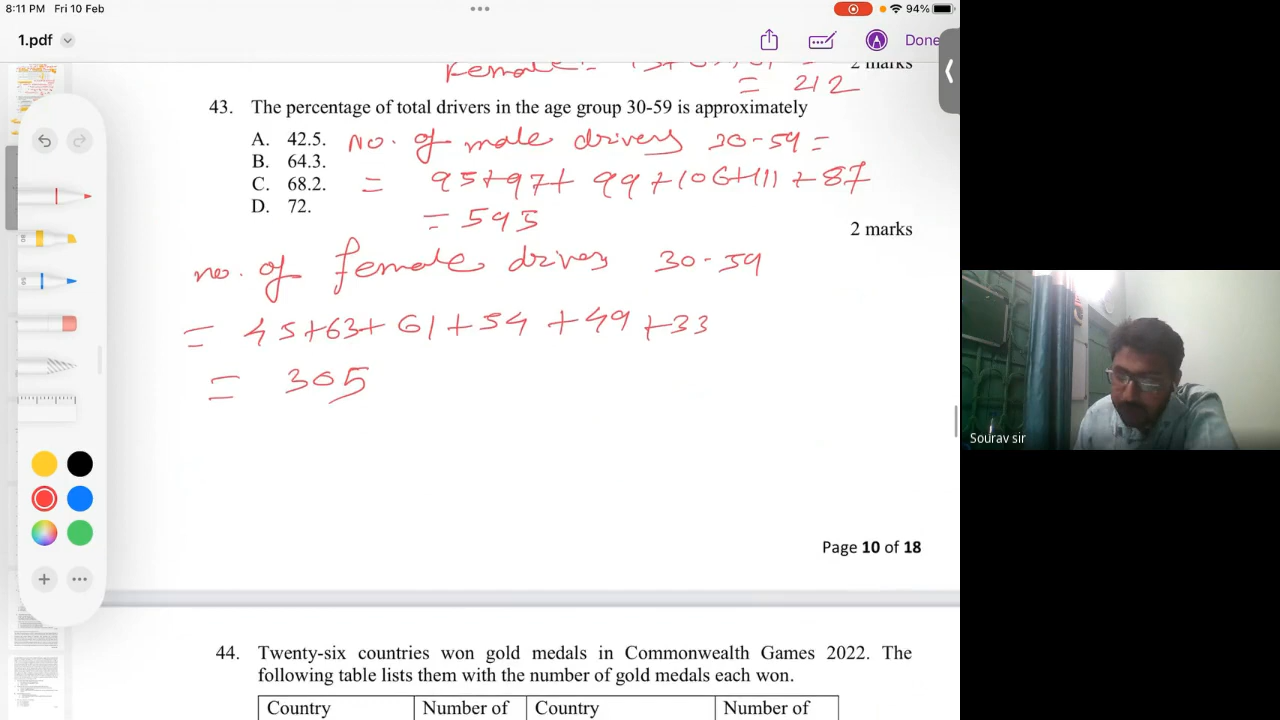 8:11 PM Fri 10 Feb
94%
1.pdf
Done
Female = 
2 marks
= 212
43. The percentage of total drivers in the age group 30-59 is approximately
A. 42.5.
B. 64.3.
C. 68.2.
D. 72.
No. of male drivers 30-59 =
= 95+97+ 99+106+111+87
= 595
2 marks
no. of female drivers 30-59
= 45+63+61+54+49+33
= 305
Page 10 of 18
44. Twenty-six countries won gold medals in Commonwealth Games 2022. The
following table lists them with the number of gold medals each won.
Country Number of Country Number of
Sourav sir